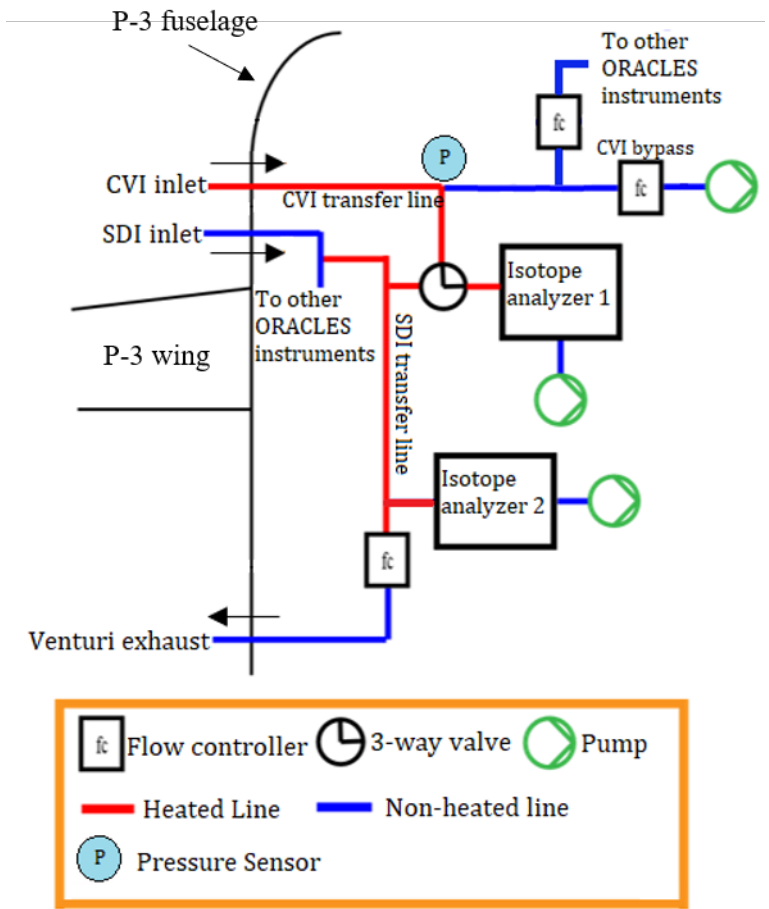 P-3 fuselage
To other
ORACLES
instruments
fc
CVI bypass
P
fc
CVI inlet
CVI transfer line
SDI inlet
Isotope
analyzer 1
To other
ORACLES
instruments
P-3 wing
SDI transfer line
Isotope
analyzer 2
fc
Venturi exhaust
fc Flow controller
3-way valve
Pump
Heated Line
Non-heated line
P Pressure Sensor